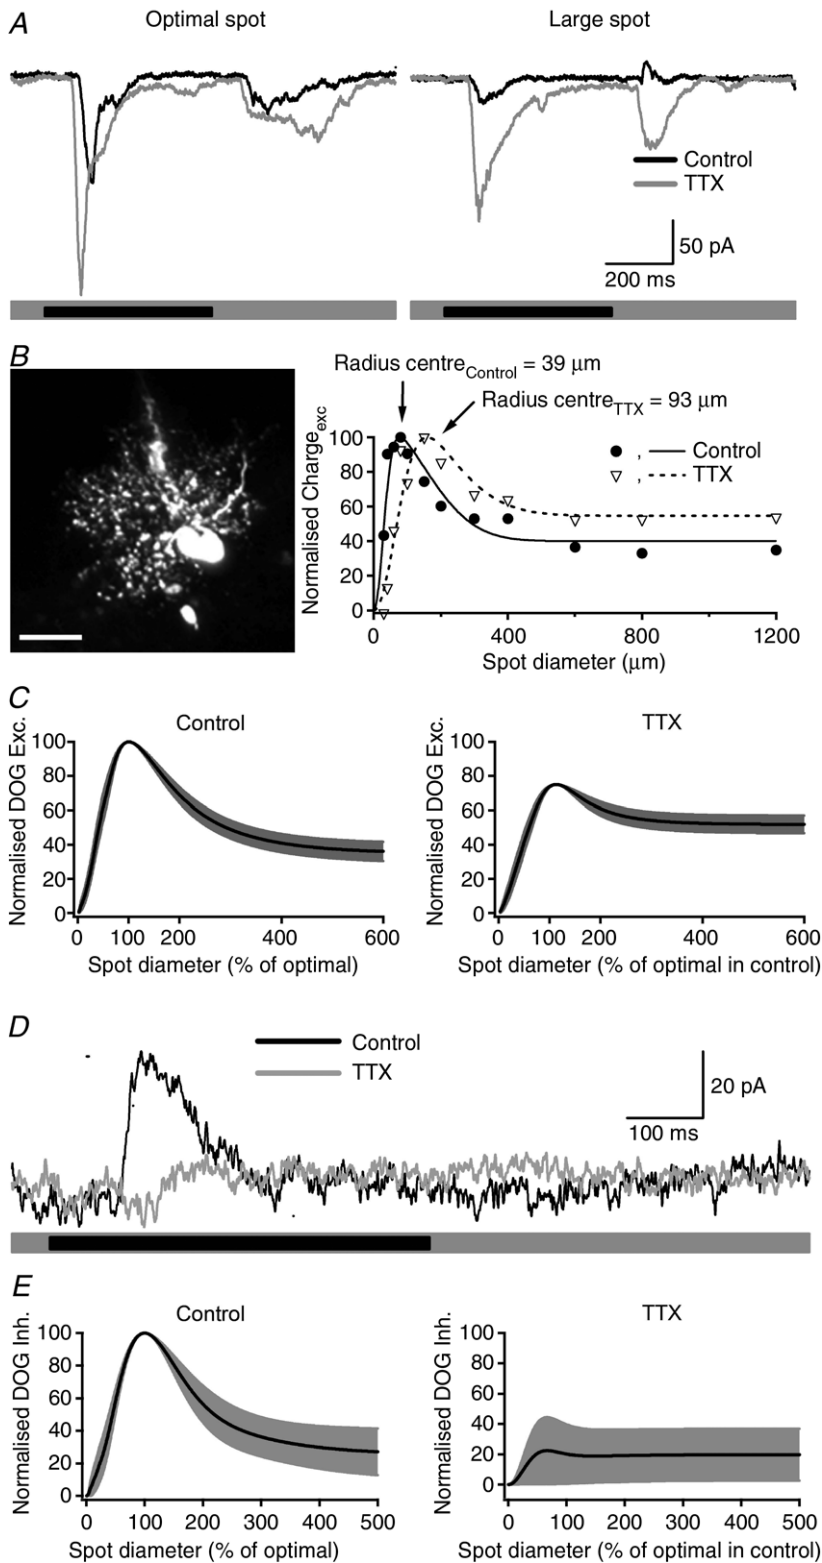 A
Optimal spot
Large spot
Control
TTX
50 pA
200 ms
B
Radius centreControl = 39 µm
Radius centreTTX = 93 µm
Normalised Chargeexc
100
80
60
40
20
0
, Control
, TTX
0 400 800 1200
Spot diameter (µm)
C
Control
TTX
Normalised DOG Exc.
100
80
60
40
20
0
0 100 200 400 600
Spot diameter (% of optimal)
Normalised DOG Exc.
100
80
60
40
20
0
0 100 200 400 600
Spot diameter (% of optimal in control)
D
Control
TTX
20 pA
100 ms
E
Control
TTX
Normalised DOG Inh.
100
80
60
40
20
0
0 100 200 300 400 500
Spot diameter (% of optimal)
Normalised DOG Inh.
100
80
60
40
20
0
0 100 200 300 400 500
Spot diameter (% of optimal in control)